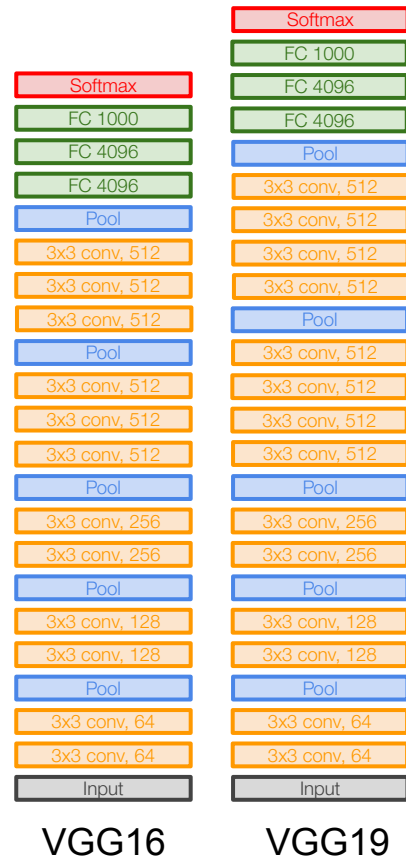 Softmax
FC 1000
FC 4096
FC 4096
Pool
3x3 conv, 512
3x3 conv, 512
3x3 conv, 512
Pool
3x3 conv, 512
3x3 conv, 512
3x3 conv, 512
Pool
3x3 conv, 256
3x3 conv, 256
Pool
3x3 conv, 128
3x3 conv, 128
Pool
3x3 conv, 64
3x3 conv, 64
Input
VGG16
Softmax
FC 1000
FC 4096
FC 4096
Pool
3x3 conv, 512
3x3 conv, 512
3x3 conv, 512
3x3 conv, 512
Pool
3x3 conv, 512
3x3 conv, 512
3x3 conv, 512
3x3 conv, 512
Pool
3x3 conv, 256
3x3 conv, 256
Pool
3x3 conv, 128
3x3 conv, 128
Pool
3x3 conv, 64
3x3 conv, 64
Input
VGG19